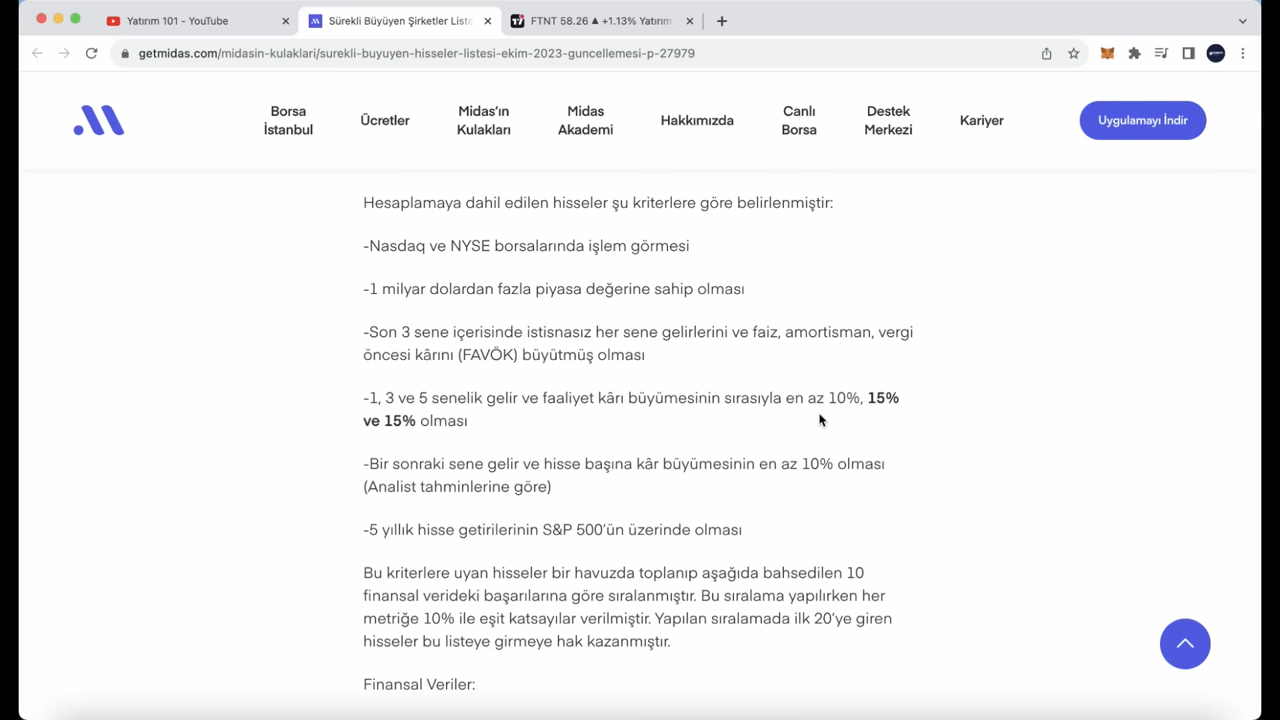 Yatırım 101 - YouTube
Sürekli Büyüyen Şirketler Liste
FTNT 58.26 ▲ +1.13% Yatırım
getmidas.com/midasin-kulaklari/surekli-buyuyen-hisseler-listesi-ekim-2023-guncellemesi-p-27979
Borsa İstanbul
Ücretler
Midas'ın Kulakları
Midas Akademi
Hakkımızda
Canlı Borsa
Destek Merkezi
Kariyer
Uygulamayı İndir
Hesaplamaya dahil edilen hisseler şu kriterlere göre belirlenmiştir:
-Nasdaq ve NYSE borsalarında işlem görmesi
-1 milyar dolardan fazla piyasa değerine sahip olması
-Son 3 sene içerisinde istisnasız her sene gelirlerini ve faiz, amortisman, vergi
öncesi kârını (FAVÖK) büyütmüş olması
-1, 3 ve 5 senelik gelir ve faaliyet kârı büyümesinin sırasıyla en az 10%, 15%
ve 15% olması
-Bir sonraki sene gelir ve hisse başına kâr büyümesinin en az 10% olması
(Analist tahminlerine göre)
-5 yıllık hisse getirilerinin S&P 500'ün üzerinde olması
Bu kriterlere uyan hisseler bir havuzda toplanıp aşağıda bahsedilen 10
finansal verideki başarılarına göre sıralanmıştır. Bu sıralama yapılırken her
metriğe 10% ile eşit katsayılar verilmiştir. Yapılan sıralamada ilk 20'ye giren
hisseler bu listeye girmeye hak kazanmıştır.
Finansal Veriler: